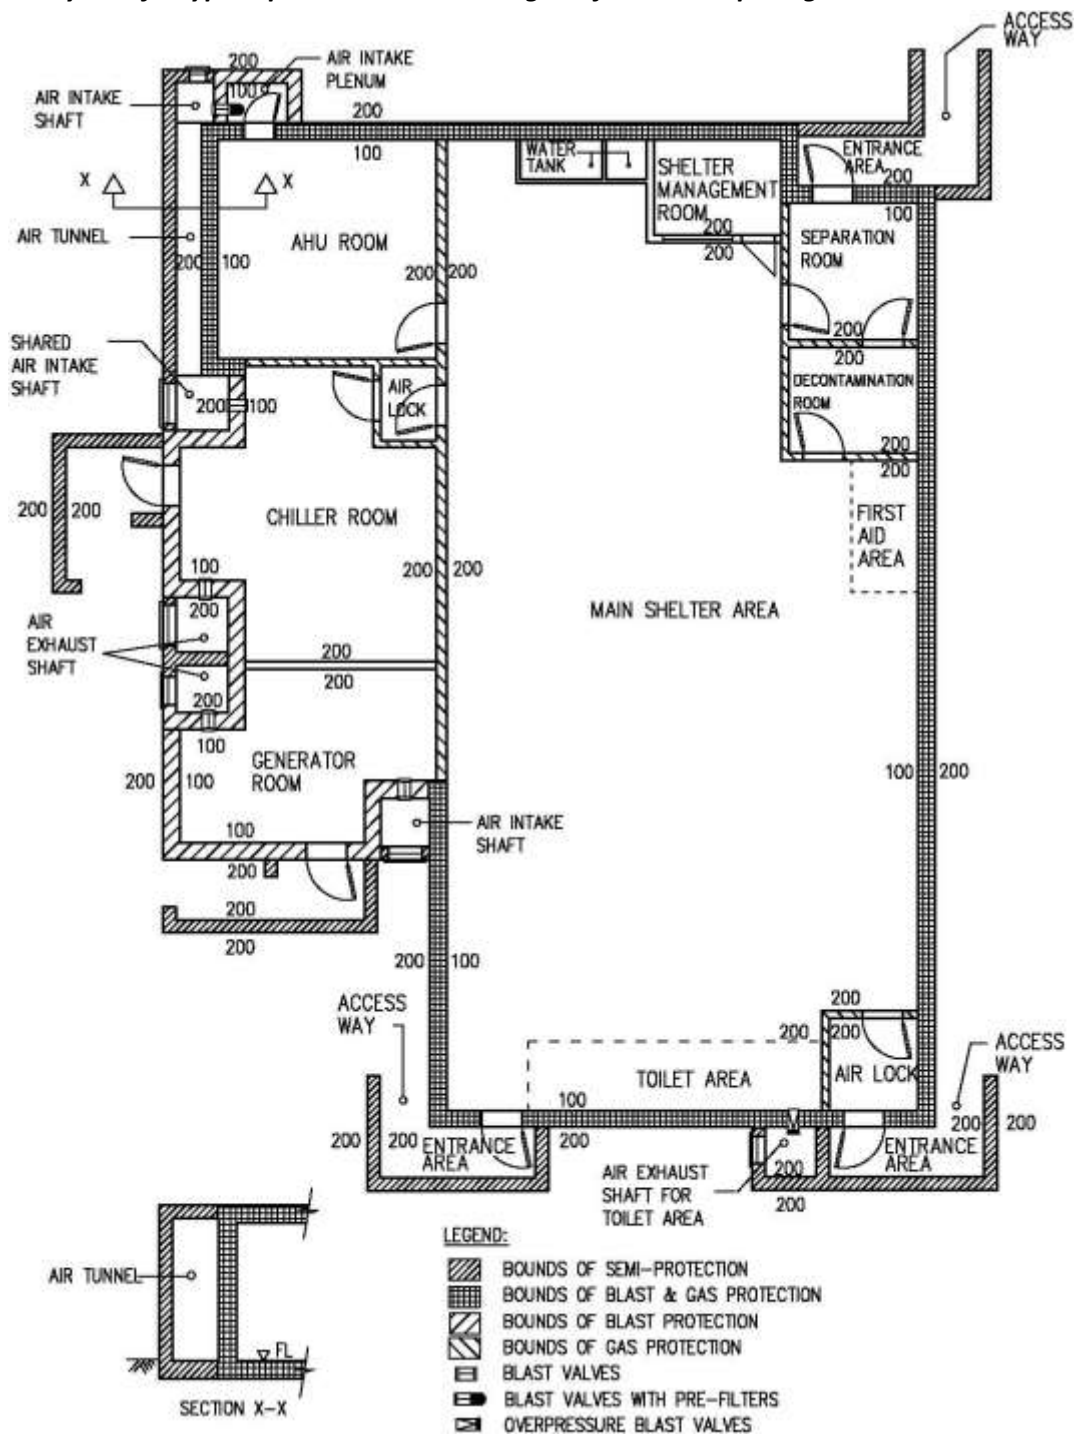 ACCESS
WAY
200
AIR INTAKE
PLENUM
100
AIR INTAKE
SHAFT
200
100
WATER
TANK
SHELTER
MANAGEMENT
ROOM
ENTRANCE
AREA
200
100
X
X
AIR TUNNEL
200
100
AHU ROOM
200
200
200
200
SEPARATION
ROOM
200
200
SHARED
AIR INTAKE
SHAFT
AIR
LOCK
DECONTAMINATION
ROOM
200
100
200
200
200
200
CHILLER ROOM
FIRST
AID
AREA
100
200
200
200
MAIN SHELTER AREA
AIR
EXHAUST
SHAFT
200
200
200
200
100
GENERATOR
ROOM
200
100
100
200
100
AIR INTAKE
SHAFT
200
200
200
200
100
ACCESS
WAY
200
200
200
ACCESS
WAY
TOILET AREA
AIR LOCK
100
200
200
ENTRANCE
AREA
200
200
ENTRANCE
AREA
200
200
AIR EXHAUST
SHAFT FOR
TOILET AREA
200
AIR TUNNEL
FL
SECTION X-X
LEGEND:
BOUNDS OF SEMI-PROTECTION
BOUNDS OF BLAST & GAS PROTECTION
BOUNDS OF BLAST PROTECTION
BOUNDS OF GAS PROTECTION
BLAST VALVES
BLAST VALVES WITH PRE-FILTERS
OVERPRESSURE BLAST VALVES